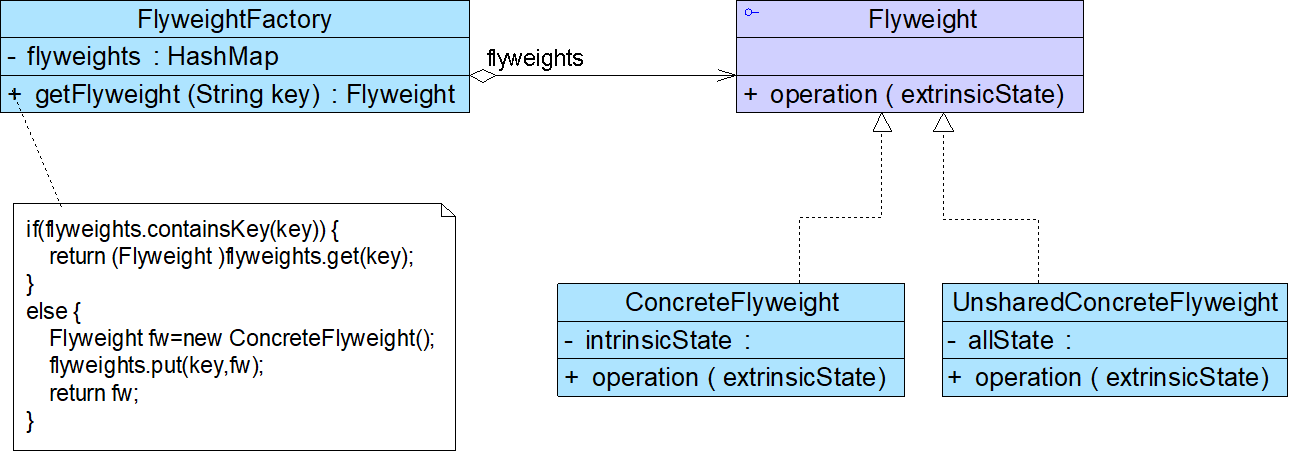 FlyweightFactory
- flyweights : HashMap
+ getFlyweight (String key) : Flyweight
flyweights
Flyweight
+ operation ( extrinsicState)
if(flyweights.containsKey(key)) {
return (Flyweight )flyweights.get(key);
}
else {
Flyweight fw=new ConcreteFlyweight();
flyweights.put(key,fw);
return fw;
}
ConcreteFlyweight
- intrinsicState :
+ operation ( extrinsicState)
UnsharedConcreteFlyweight
- allState :
+ operation ( extrinsicState)